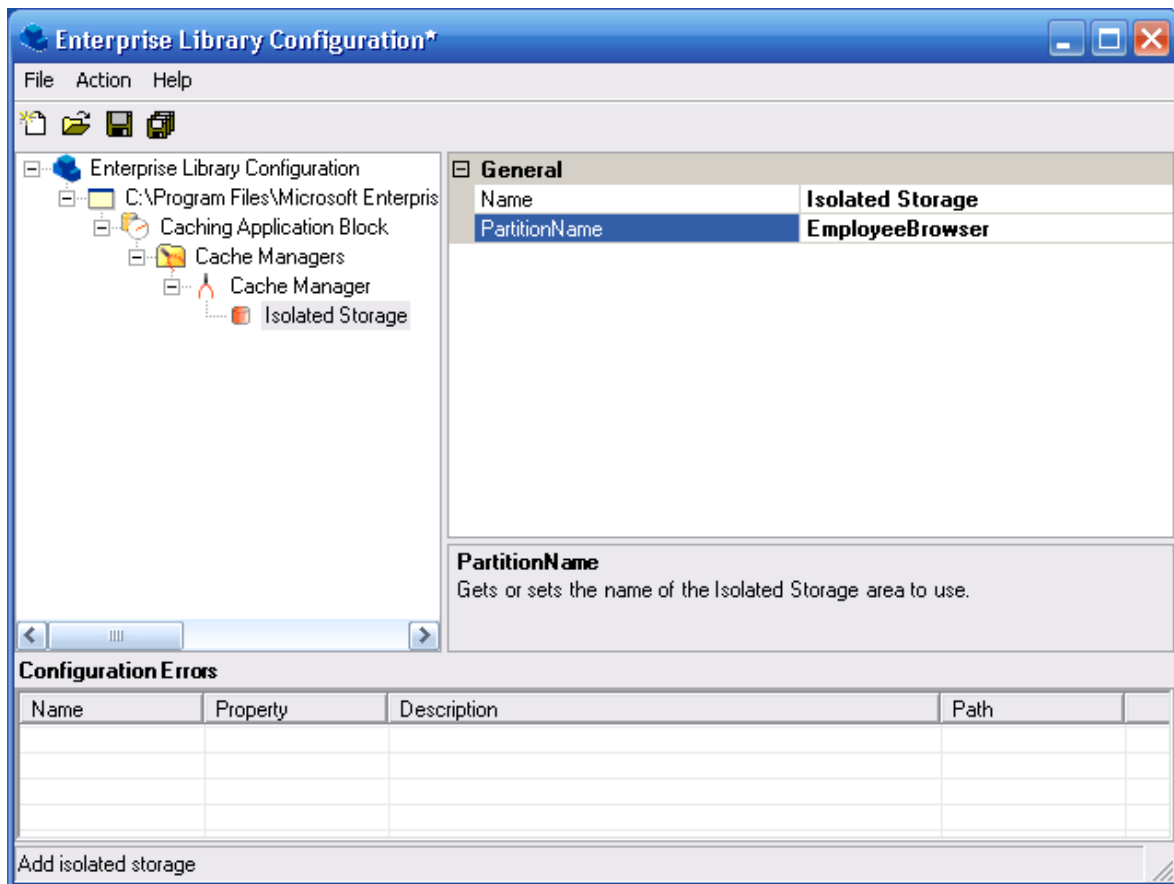 Enterprise Library Configuration*
File Action Help
Enterprise Library Configuration
C:\Program Files\Microsoft Enterpris
Caching Application Block
Cache Managers
Cache Manager
Isolated Storage
General
Name Isolated Storage
PartitionName EmployeeBrowser
PartitionName
Gets or sets the name of the Isolated Storage area to use.
Configuration Errors
Name Property Description Path
Add isolated storage